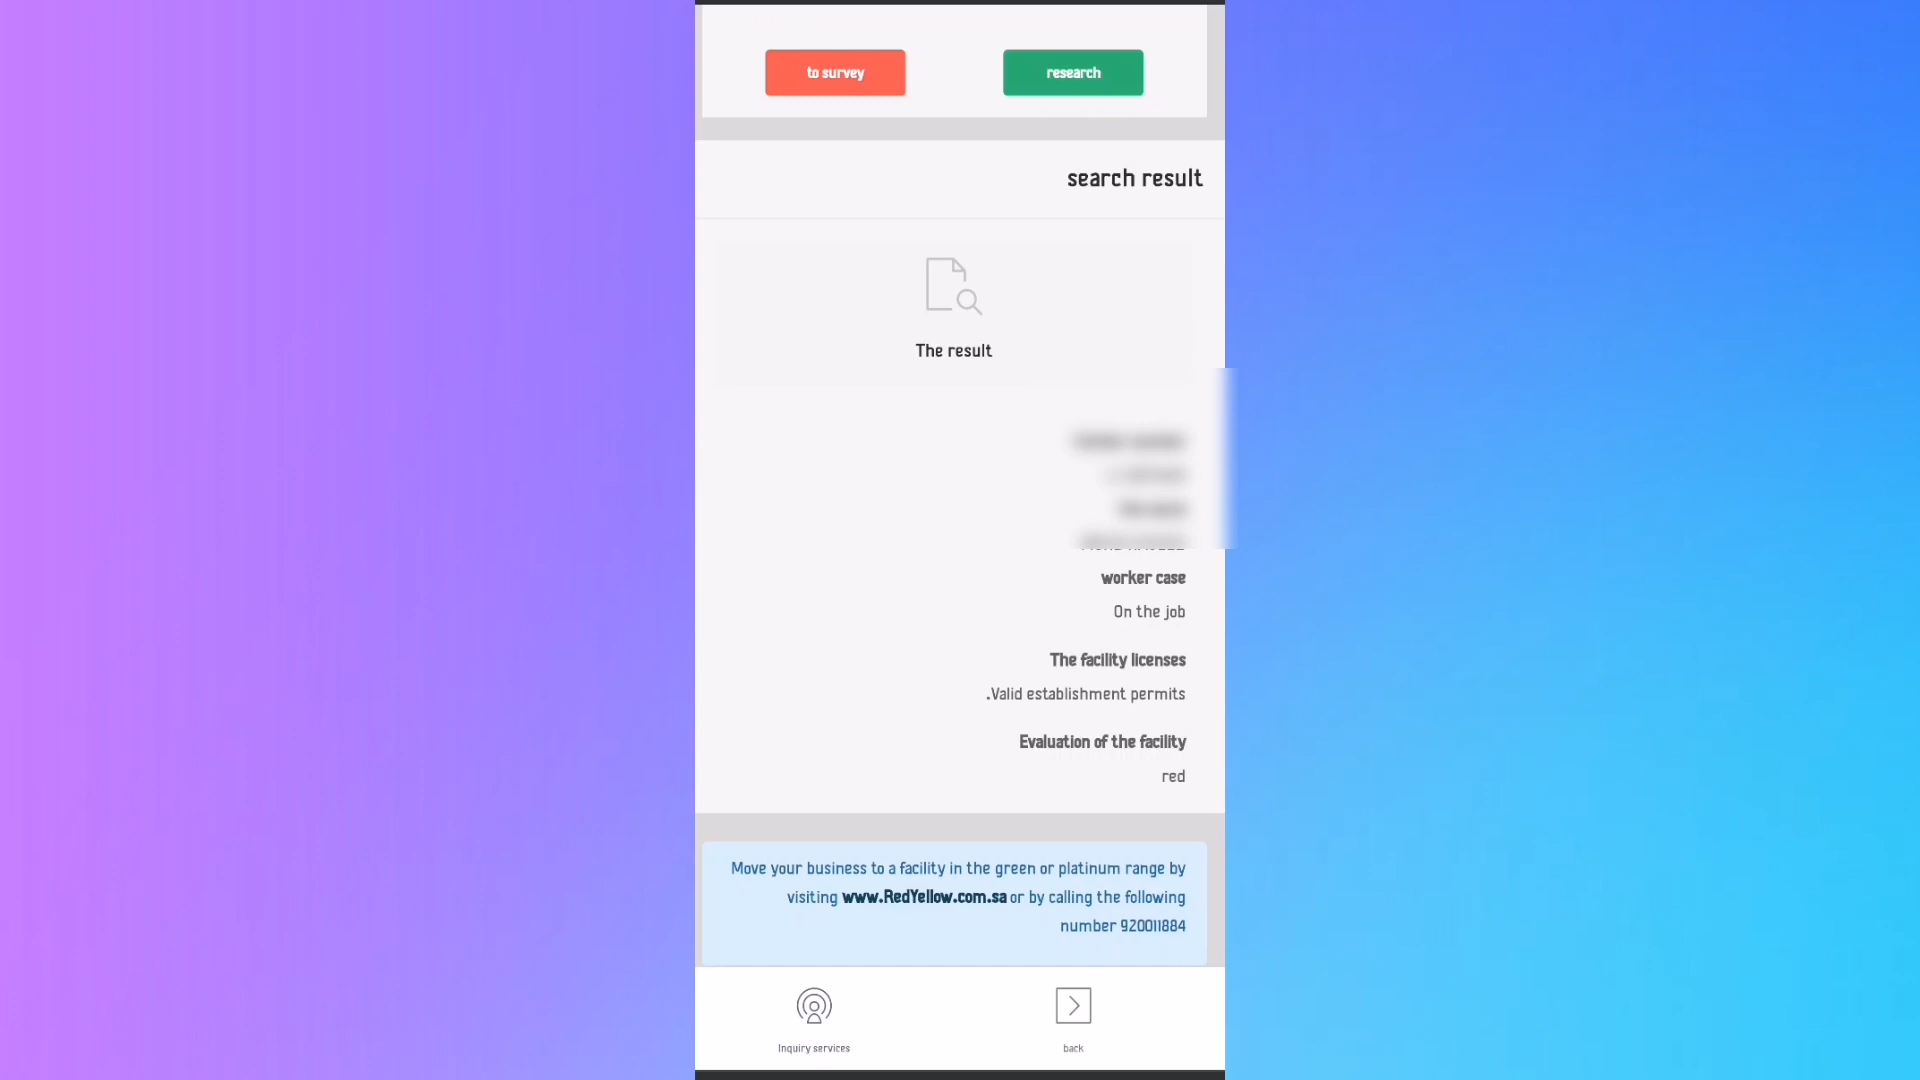 to survey
research
search result
The result
worker case
On the job
The facility licenses
.Valid establishment permits
Evaluation of the facility
red
Move your business to a facility in the green or platinum range by
visiting www.RedYellow.com.sa or by calling the following
number 920011884
Inquiry services
back